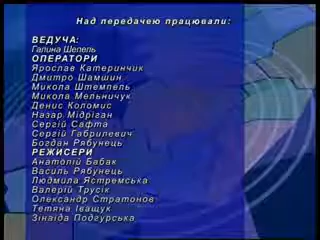 Над передачею працювали:
ВЕДУЧА:
Галина Шепель
ОПЕРАТОРИ
Ярослав Катеринчик
Дмитро Шамшин
Микола Штемпель
Микола Мельничук
Денис Коломис
Назар Мідріган
Сергій Сафта
Сергій Габрилевич
Богдан Рябунець
РЕЖИСЕРИ
Анатолій Бабак
Василь Рябунець
Людмила Ястремська
Валерій Трусік
Олександр Стратонов
Тетяна Іващук
Зінаїда Подгурська